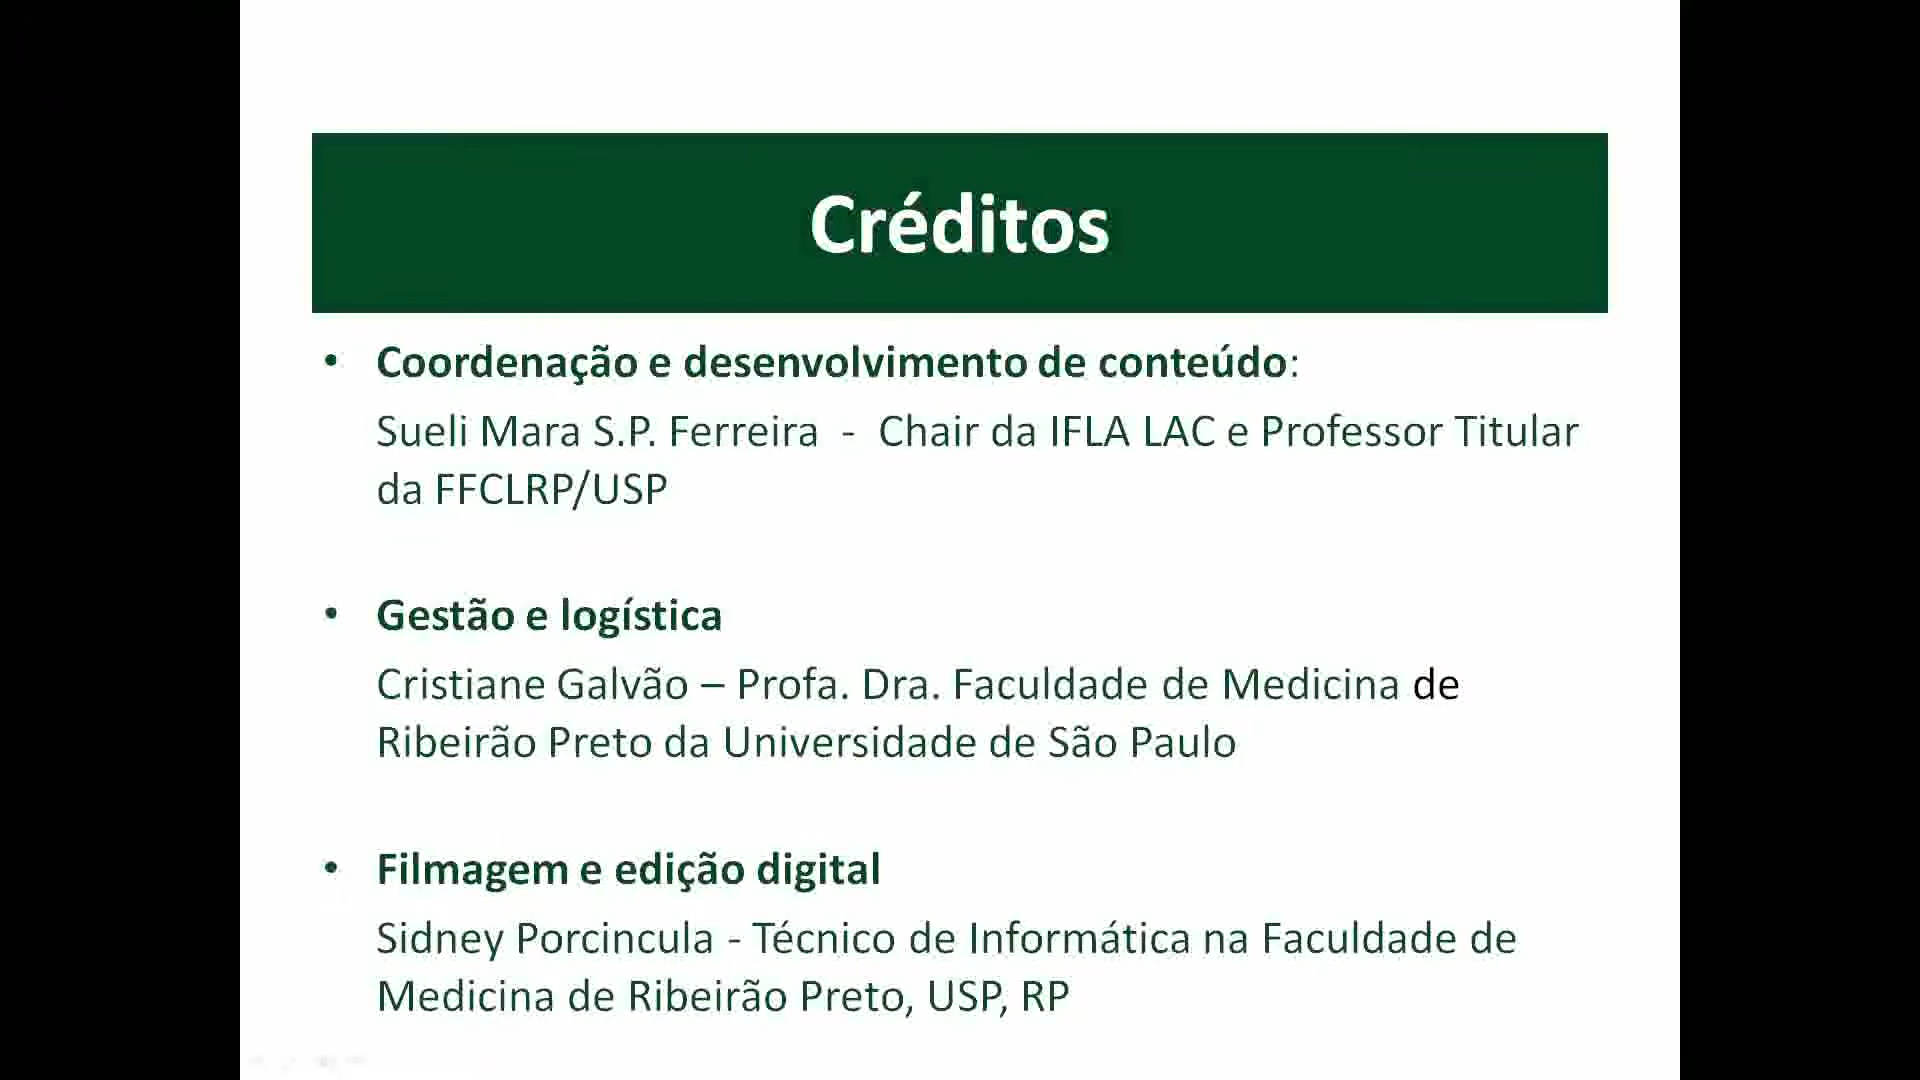 Créditos
• Coordenação e desenvolvimento de conteúdo:
Sueli Mara S.P. Ferreira - Chair da IFLA LAC e Professor Titular
da FFCLRP/USP
• Gestão e logística
Cristiane Galvão – Profa. Dra. Faculdade de Medicina de
Ribeirão Preto da Universidade de São Paulo
• Filmagem e edição digital
Sidney Porcincula - Técnico de Informática na Faculdade de
Medicina de Ribeirão Preto, USP, RP